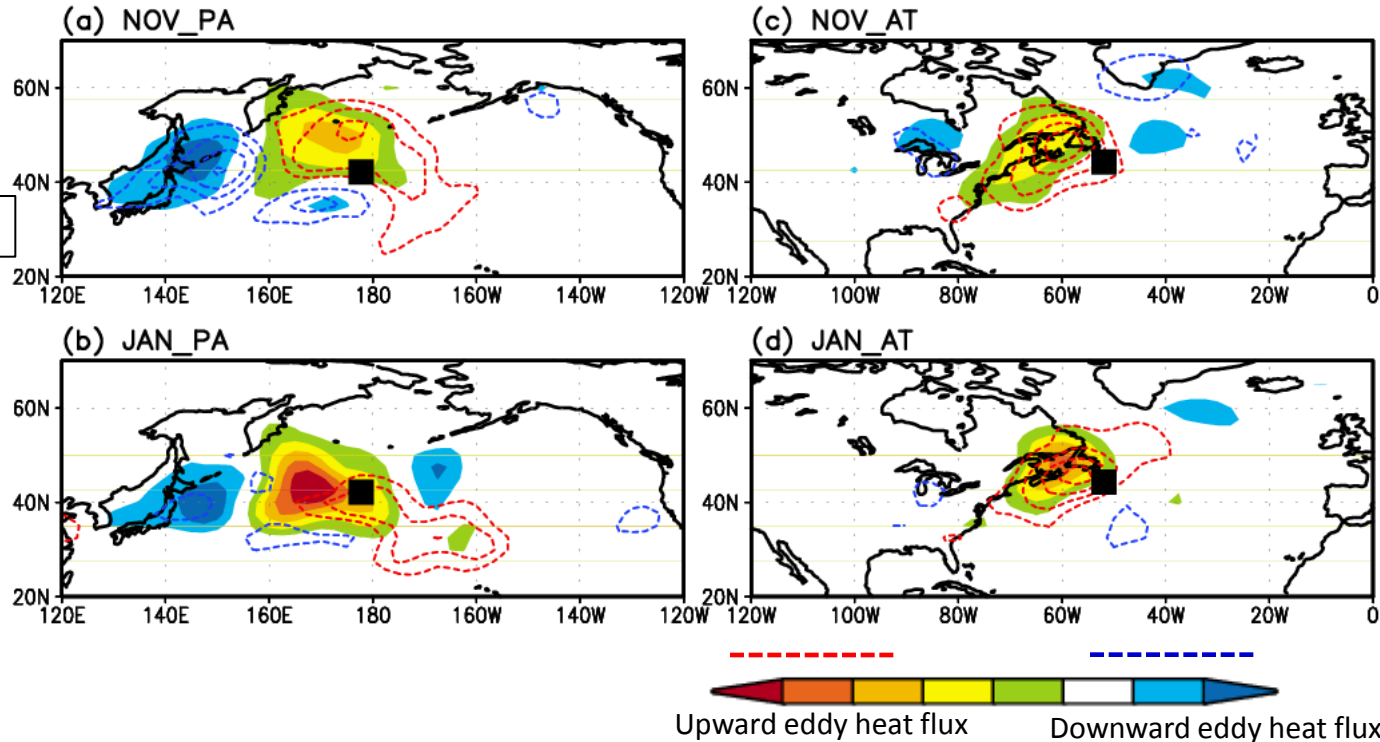 (a) NOV_PA
60N
40N
20N
120E 140E 160E 180 160W 140W 120W
(c) NOV_AT
60N
40N
20N
120W 100W 80W 60W 40W 20W 0
(b) JAN_PA
60N
40N
20N
120E 140E 160E 180 160W 140W 120W
(d) JAN_AT
60N
40N
20N
120W 100W 80W 60W 40W 20W 0
Upward eddy heat flux Downward eddy heat flux